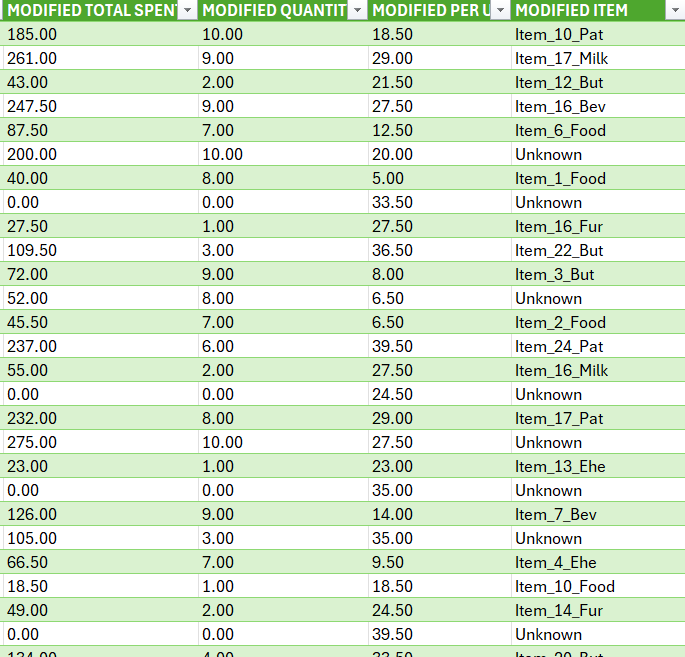 MODIFIED TOTAL SPENT MODIFIED QUANTIT MODIFIED PER U MODIFIED ITEM
185.00 10.00 18.50 Item_10_Pat
261.00 9.00 29.00 Item_17_Milk
43.00 2.00 21.50 Item_12_But
247.50 9.00 27.50 Item_16_Bev
87.50 7.00 12.50 Item_6_Food
200.00 10.00 20.00 Unknown
40.00 8.00 5.00 Item_1_Food
0.00 0.00 33.50 Unknown
27.50 1.00 27.50 Item_16_Fur
109.50 3.00 36.50 Item_22_But
72.00 9.00 8.00 Item_3_But
52.00 8.00 6.50 Unknown
45.50 7.00 6.50 Item_2_Food
237.00 6.00 39.50 Item_24_Pat
55.00 2.00 27.50 Item_16_Milk
0.00 0.00 24.50 Unknown
232.00 8.00 29.00 Item_17_Pat
275.00 10.00 27.50 Unknown
23.00 1.00 23.00 Item_13_Ehe
0.00 0.00 35.00 Unknown
126.00 9.00 14.00 Item_7_Bev
105.00 3.00 35.00 Unknown
66.50 7.00 9.50 Item_4_Ehe
18.50 1.00 18.50 Item_10_Food
49.00 2.00 24.50 Item_14_Fur
0.00 0.00 39.50 Unknown
134.00 4.00 33.50 Item_20_But